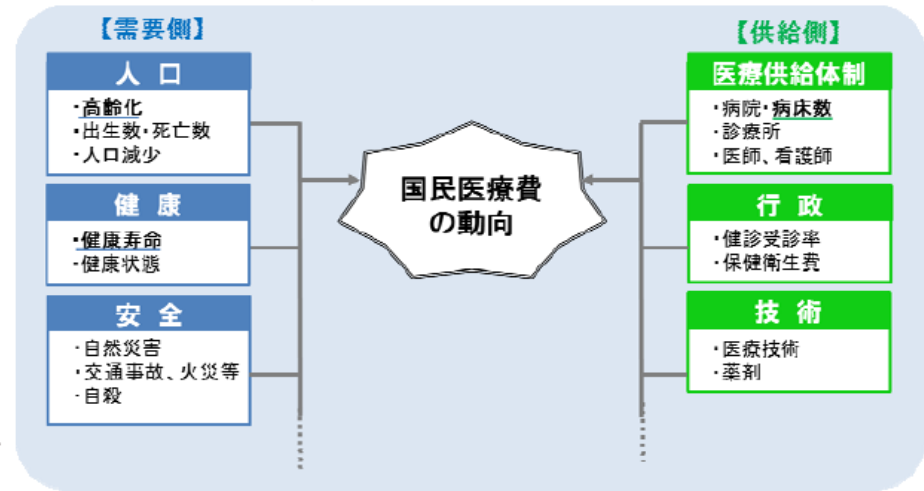 【需要側】
人 口
・高齢化
・出生数・死亡数
・人口減少
健 康
・健康寿命
・健康状態
安 全
・自然災害
・交通事故、火災等
・自殺
国民医療費
の動向
【供給側】
医療供給体制
・病院・病床数
・診療所
・医師、看護師
行 政
・健診受診率
・保健衛生費
技 術
・医療技術
・薬剤